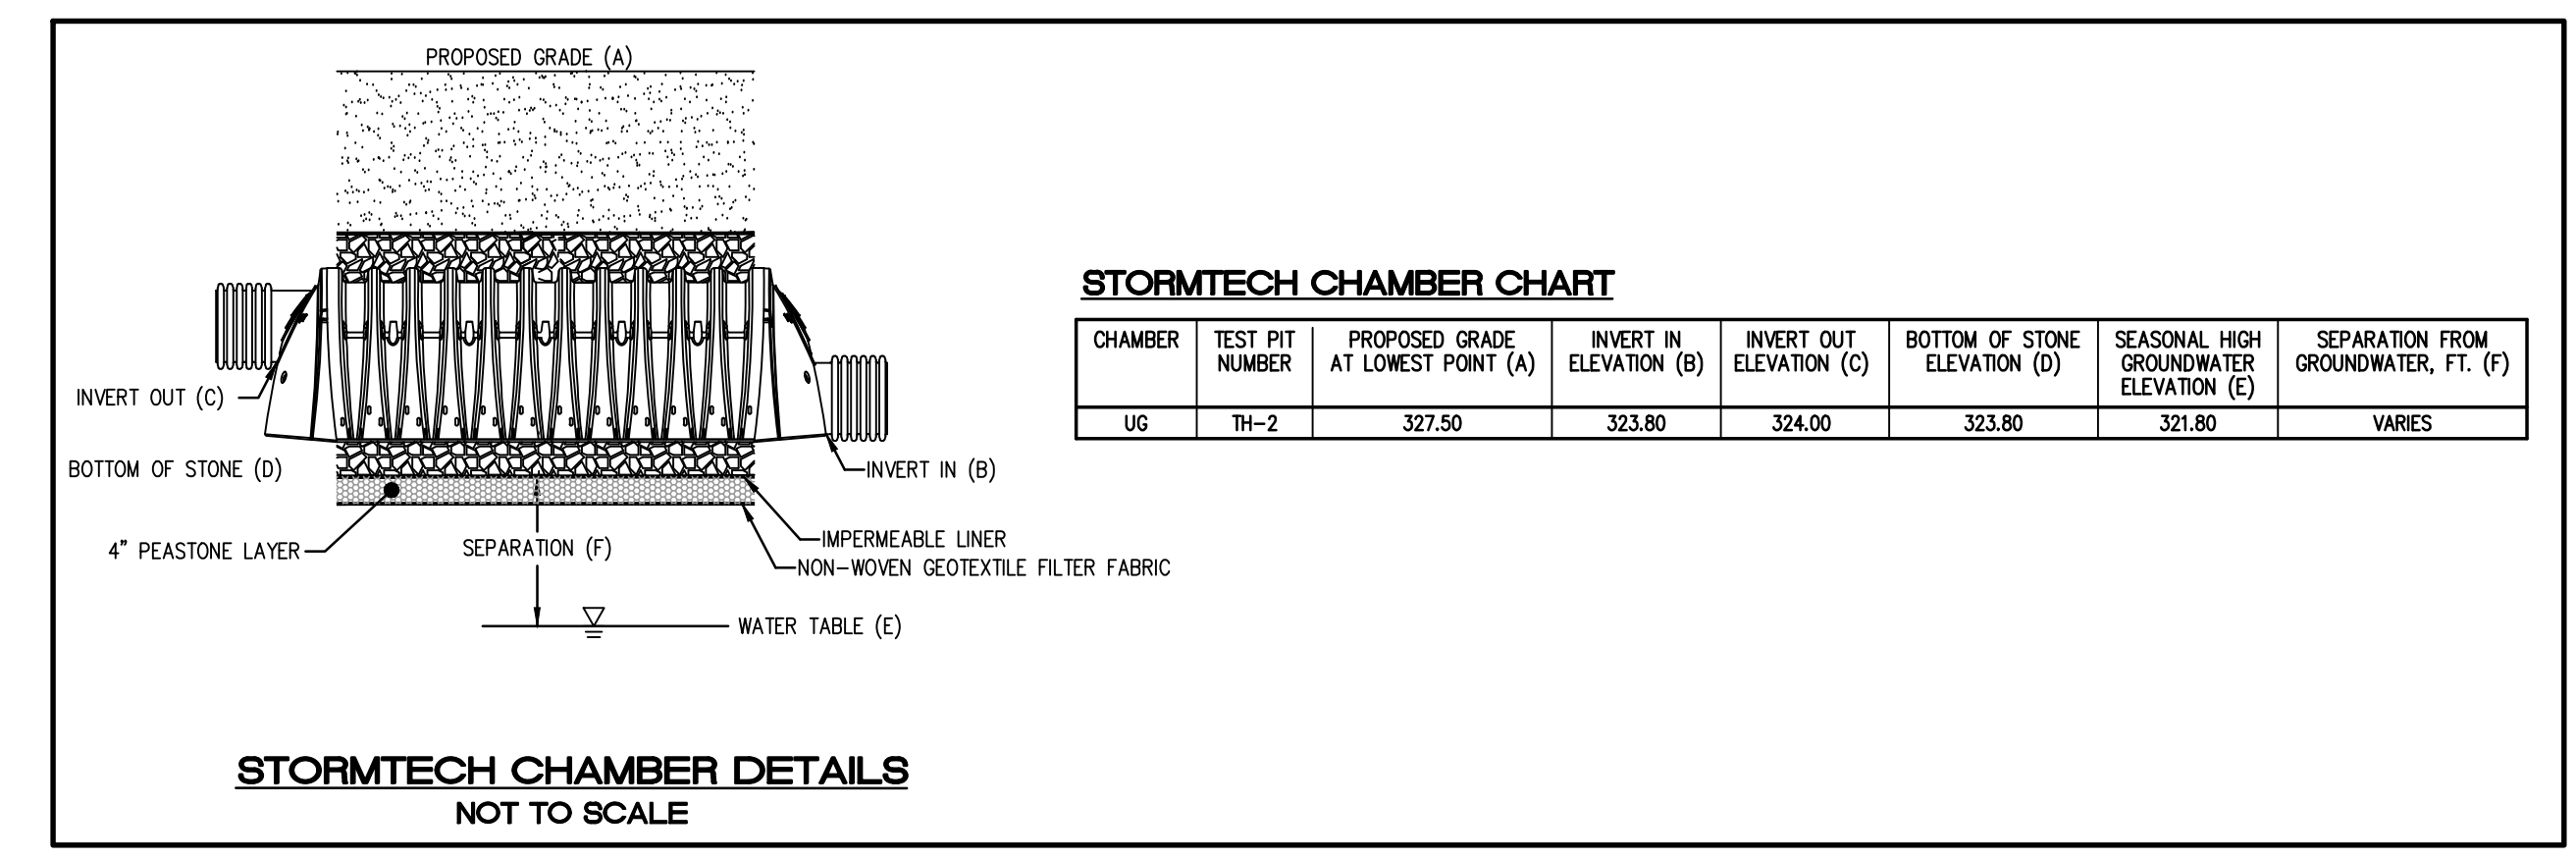 PROPOSED GRADE (A)
INVERT OUT (C)
BOTTOM OF STONE (D)
INVERT IN (B)
4" PEASTONE LAYER
SEPARATION (F)
IMPERMEABLE LINER
NON-WOVEN GEOTEXTILE FILTER FABRIC
WATER TABLE (E)
STORMTECH CHAMBER DETAILS
NOT TO SCALE
STORMTECH CHAMBER CHART
CHAMBER
TEST PIT
NUMBER
PROPOSED GRADE
AT LOWEST POINT (A)
INVERT IN
ELEVATION (B)
INVERT OUT
ELEVATION (C)
BOTTOM OF STONE
ELEVATION (D)
SEASONAL HIGH
GROUNDWATER
ELEVATION (E)
SEPARATION FROM
GROUNDWATER, FT. (F)
UG TH-2 327.50 323.80 324.00 323.80 321.80 VARIES